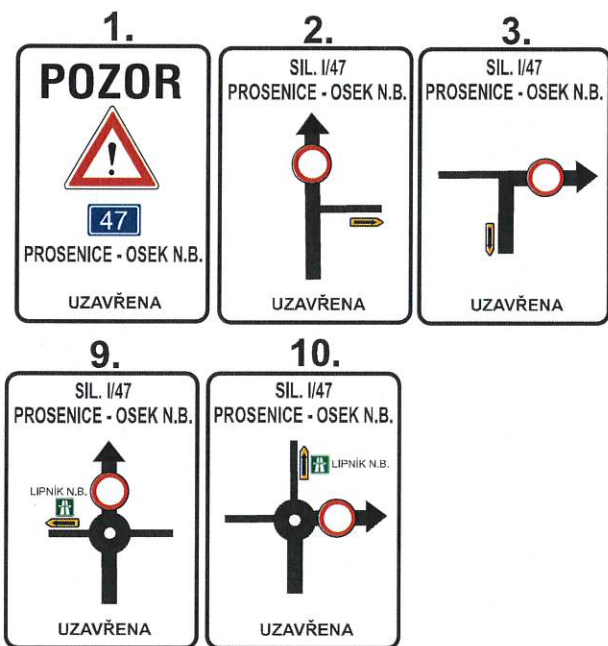 1.
POZOR
!
47
PROSENICE - OSEK N.B.
UZAVŘENA
2.
SIL. I/47
PROSENICE - OSEK N.B.
UZAVŘENA
3.
SIL. I/47
PROSENICE - OSEK N.B.
UZAVŘENA
9.
SIL. I/47
PROSENICE - OSEK N.B.
LIPNÍK N.B.
UZAVŘENA
10.
SIL. I/47
PROSENICE - OSEK N.B.
LIPNÍK N.B.
UZAVŘENA